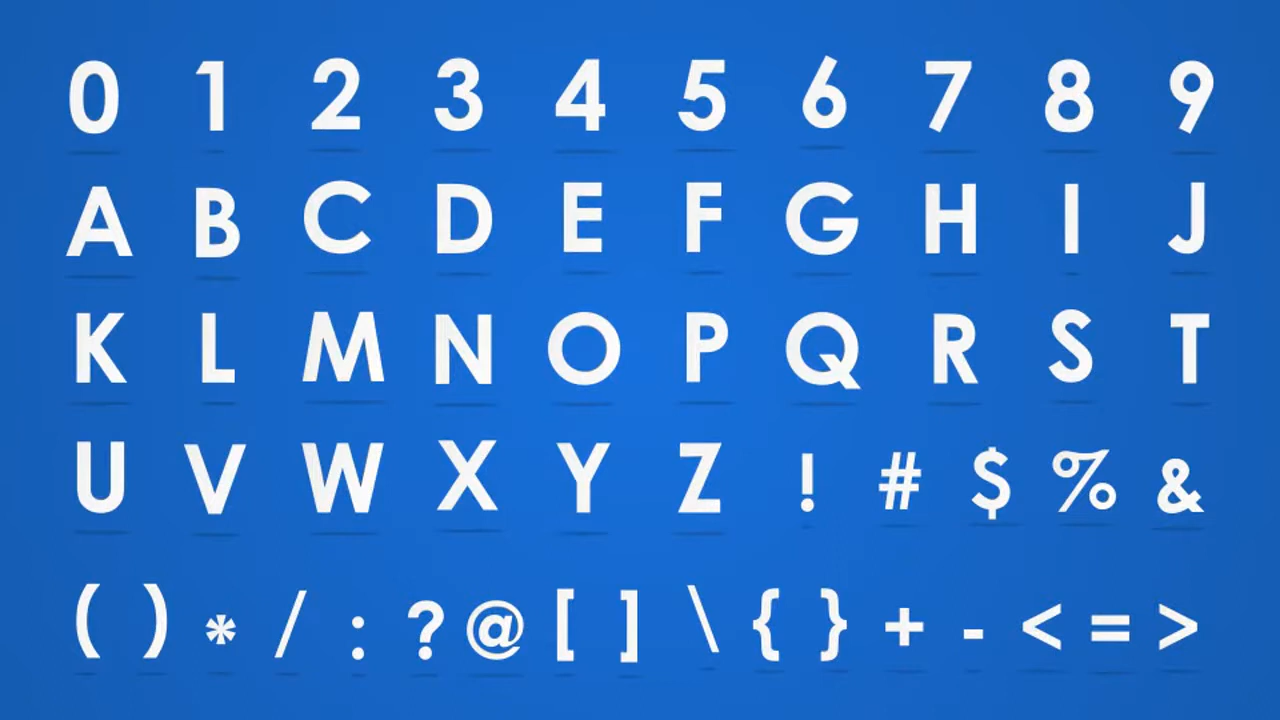 0 1 2 3 4 5 6 7 8 9
A B C D E F G H I J
K L M N O P Q R S T
U V W X Y Z ! # $ % &
( ) * / : ? @ [ ] \ { } + - < = >